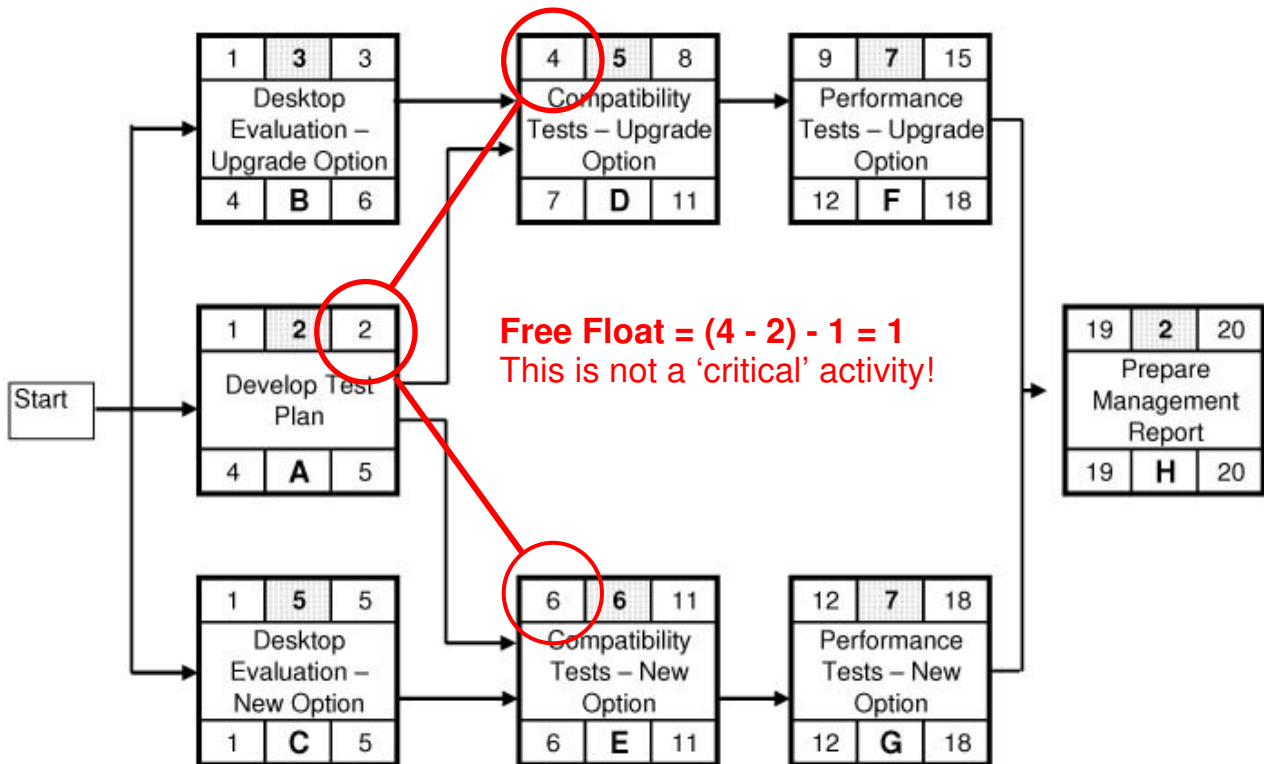 1 3 3
Desktop
Evaluation –
Upgrade Option
4 B 6
4 5 8
Compatibility
Tests – Upgrade
Option
7 D 11
9 7 15
Performance
Tests – Upgrade
Option
12 F 18
Start
1 2 2
Develop Test
Plan
4 A 5
Free Float = (4 - 2) - 1 = 1
This is not a ‘critical’ activity!
19 2 20
Prepare
Management
Report
19 H 20
1 5 5
Desktop
Evaluation –
New Option
1 C 5
6 6 11
Compatibility
Tests – New
Option
6 E 11
12 7 18
Performance
Tests – New
Option
12 G 18